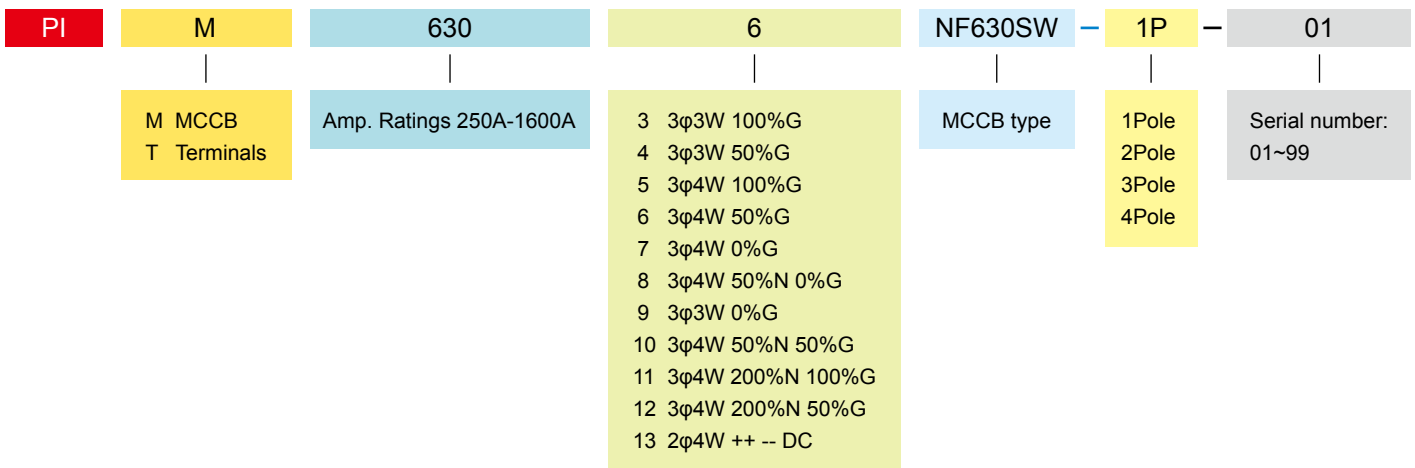 PI M 630 6 NF630SW – 1P – 01
M MCCB
T Terminals
Amp. Ratings 250A-1600A
3 3φ3W 100%G
4 3φ3W 50%G
5 3φ4W 100%G
6 3φ4W 50%G
7 3φ4W 0%G
8 3φ4W 50%N 0%G
9 3φ3W 0%G
10 3φ4W 50%N 50%G
11 3φ4W 200%N 100%G
12 3φ4W 200%N 50%G
13 2φ4W ++ -- DC
MCCB type
1Pole
2Pole
3Pole
4Pole
Serial number:
01~99